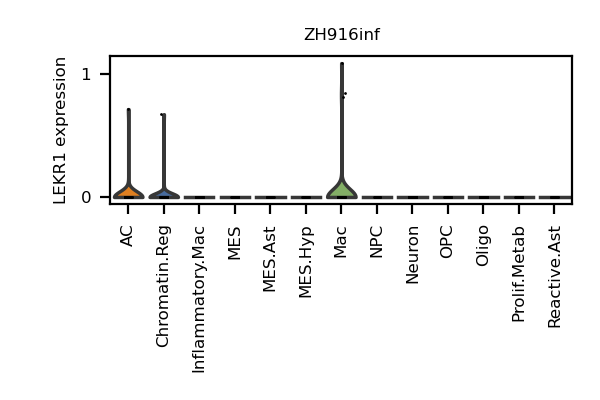 ZH916inf
LEKR1 expression
1
0
AC
Chromatin.Reg
Inflammatory.Mac
MES
MES.Ast
MES.Hyp
Mac
NPC
Neuron
OPC
Oligo
Prolif.Metab
Reactive.Ast